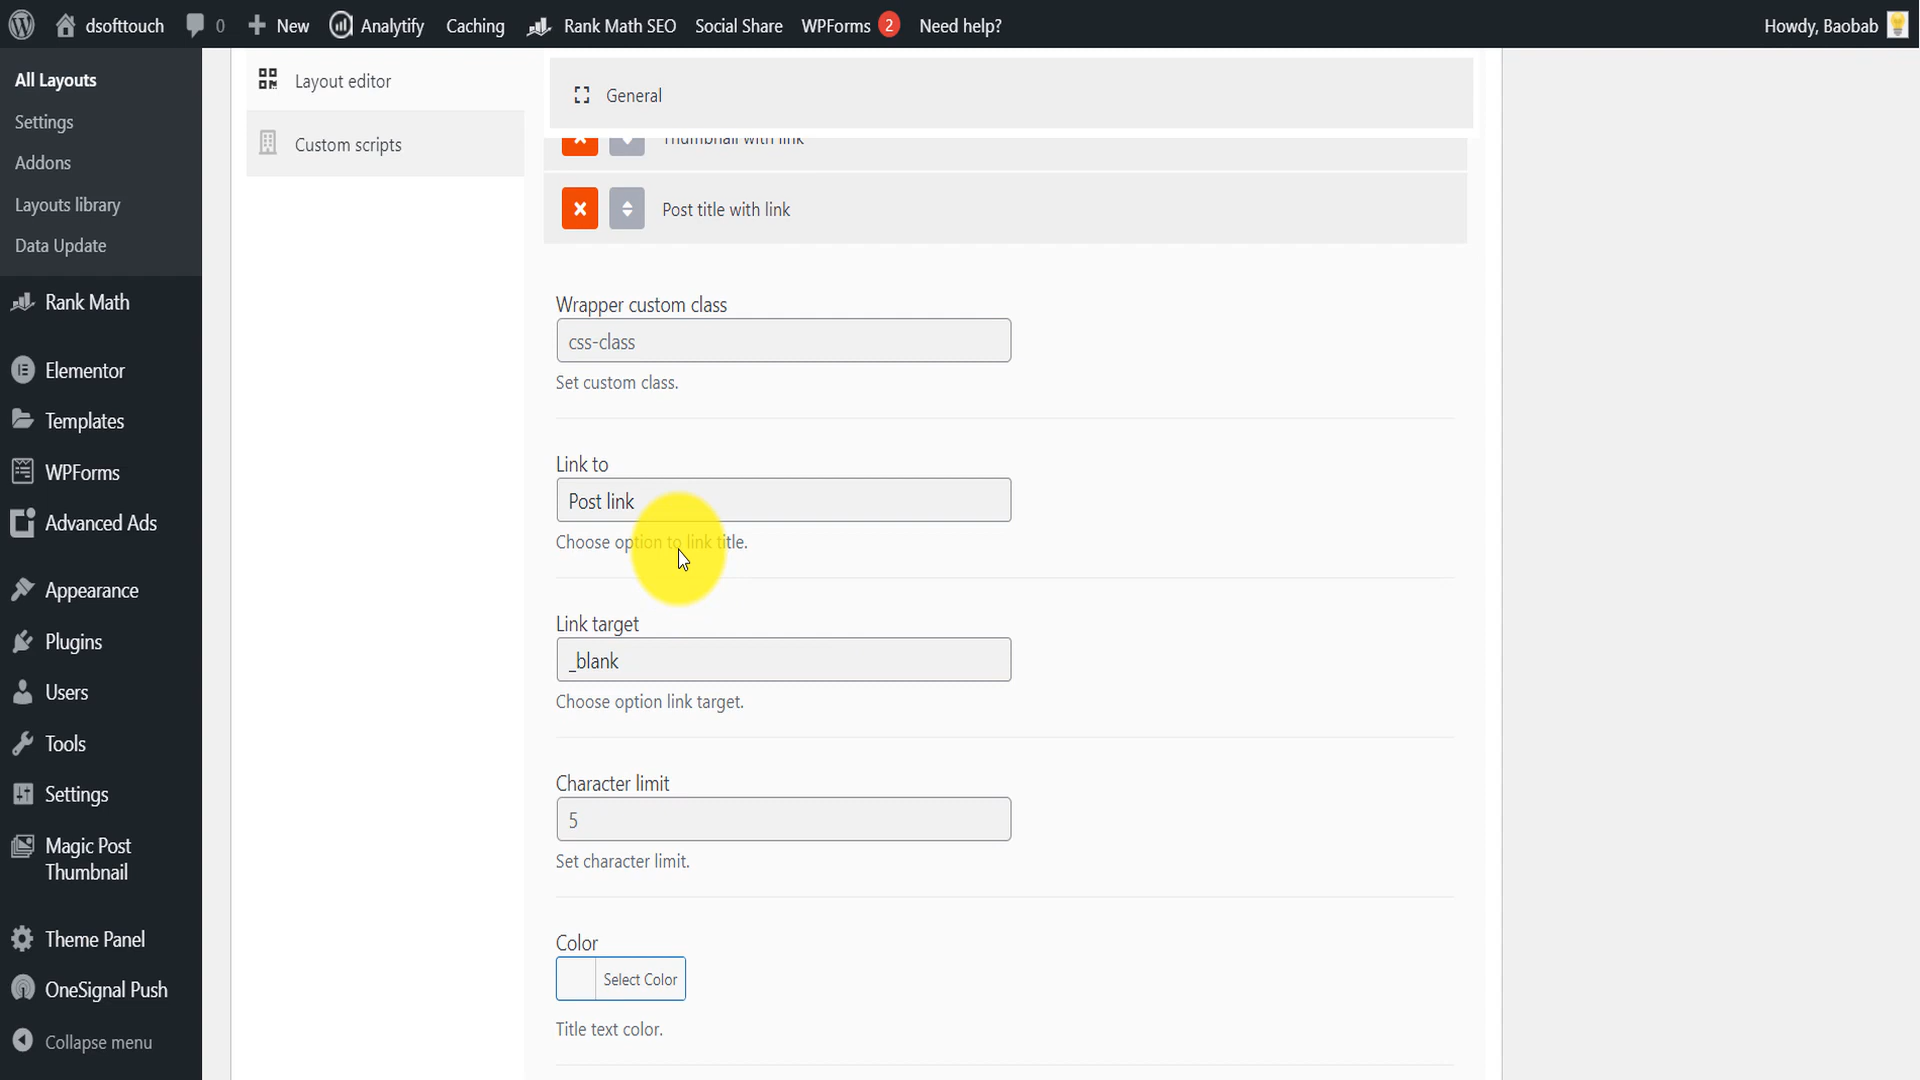 dsofttouch
0
New
Analytify
Caching
Rank Math SEO
Social Share
WPForms
2
Need help?
Howdy, Baobab
All Layouts
Settings
Addons
Layouts library
Data Update
Rank Math
Elementor
Templates
WPForms
Advanced Ads
Appearance
Plugins
Users
Tools
Settings
Magic Post
Thumbnail
Theme Panel
OneSignal Push
Collapse menu
Layout editor
Custom scripts
General
Thumbnail with link
Post title with link
Wrapper custom class
css-class
Set custom class.
Link to
Post link
Choose option to link title.
Link target
_blank
Choose option link target.
Character limit
5
Set character limit.
Color
Select Color
Title text color.